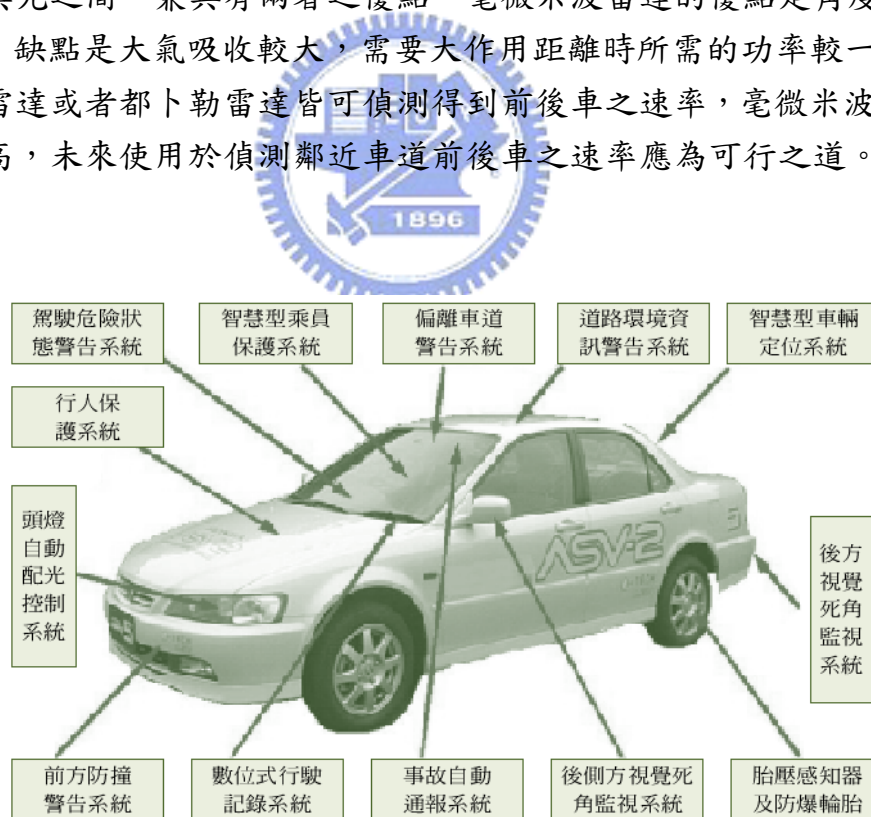 缺點是大氣吸收較大，需要大作用距離時所需的功率較一
雷達或者都卜勒雷達皆可偵測得到前後車之速率，毫微米波
高，未來使用於偵測鄰近車道前後車之速率應為可行之道。
1896
駕駛危險狀
態警告系統
智慧型乘員
保護系統
偏離車道
警告系統
道路環境資
訊警告系統
智慧型車輛
定位系統
行人保
護系統
頭燈
自動
配光
控制
系統
ASV-2
後方
視覺
死角
監視
系統
前方防撞
警告系統
數位式行駛
記錄系統
事故自動
通報系統
後側方視覺死
角監視系統
胎壓感知器
及防爆輪胎